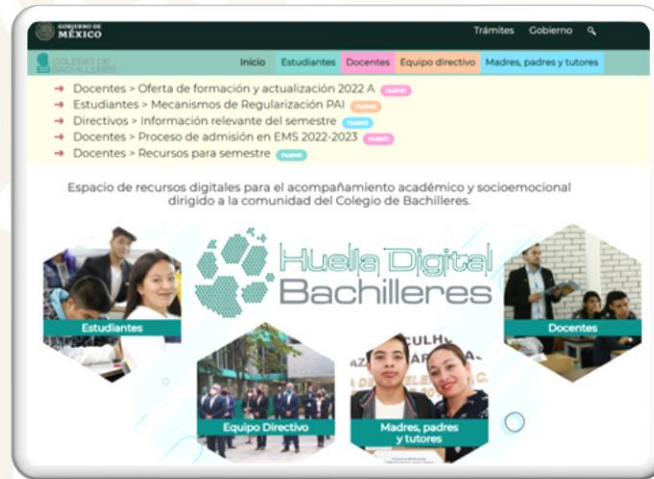 GOBIERNO DE
MÉXICO
Trámites Gobierno
COLEGIO DE
BACHILLERES
Inicio Estudiantes Docentes Equipo directivo Madres, padres y tutores
Docentes > Oferta de formación y actualización 2022 A NUEVO
Estudiantes > Mecanismos de Regularización PAI NUEVO
Directivos > Información relevante del semestre NUEVO
Docentes > Proceso de admisión en EMS 2022-2023 NUEVO
Docentes > Recursos para semestre NUEVO
Espacio de recursos digitales para el acompañamiento académico y socioemocional
dirigido a la comunidad del Colegio de Bachilleres.
Huella Digital
Bachilleres
Estudiantes
Docentes
Equipo Directivo
Madres, padres
y tutores